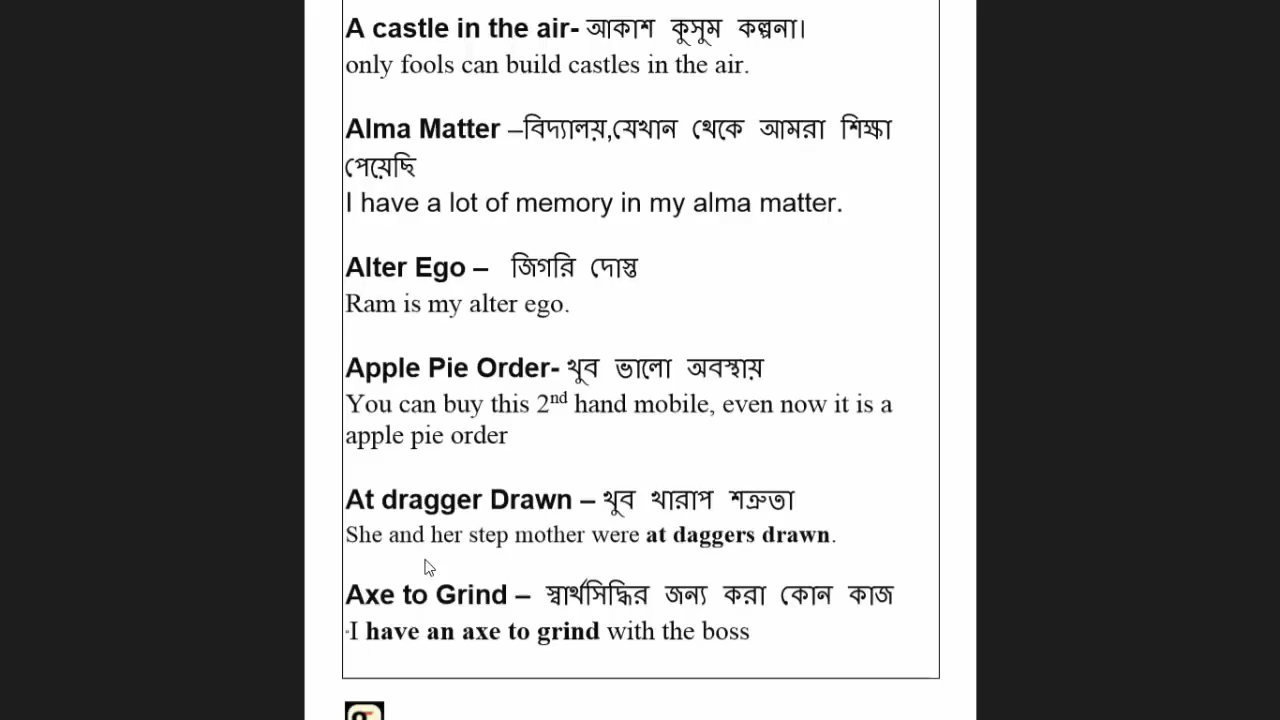 A castle in the air- আকাশ কুসুম কল্পনা।
only fools can build castles in the air.
Alma Matter –বিদ্যালয়,যেখান থেকে আমরা শিক্ষা
পেয়েছি
I have a lot of memory in my alma matter.
Alter Ego – জিগরি দোস্ত
Ram is my alter ego.
Apple Pie Order- খুব ভালো অবস্থায়
You can buy this 2nd hand mobile, even now it is a
apple pie order
At dragger Drawn – খুব খারাপ শত্রুতা
She and her step mother were at daggers drawn.
Axe to Grind – স্বার্থসিদ্ধির জন্য করা কোন কাজ
I have an axe to grind with the boss